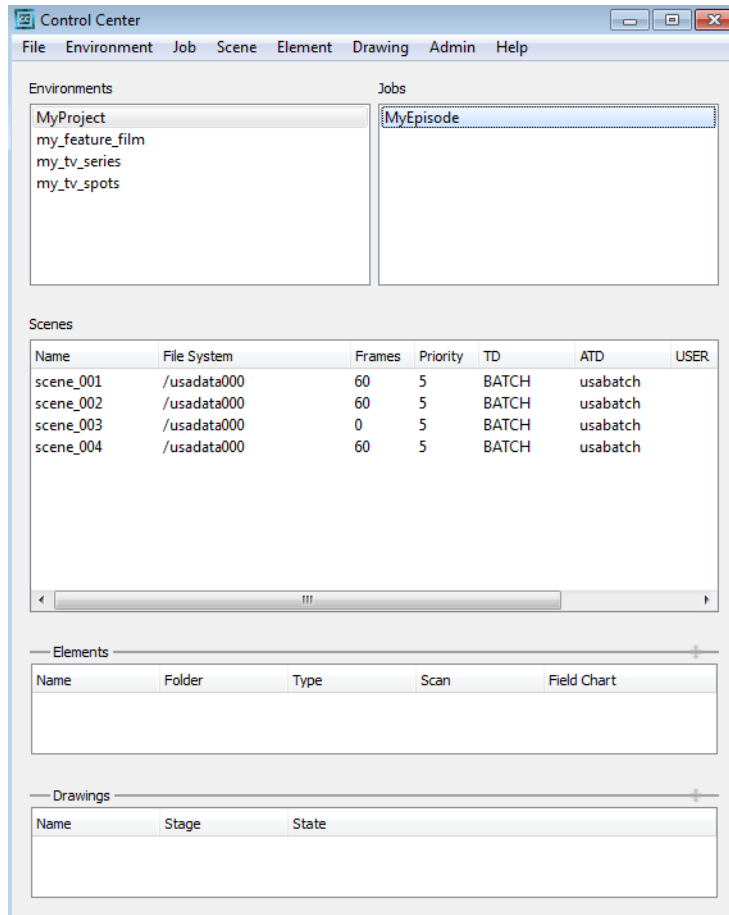 cc Control Center
File Environment Job Scene Element Drawing Admin Help
Environments Jobs
MyProject MyEpisode
my_feature_film
my_tv_series
my_tv_spots
Scenes
Name File System Frames Priority TD ATD USER
scene_001 /usadata000 60 5 BATCH usabatch
scene_002 /usadata000 60 5 BATCH usabatch
scene_003 /usadata000 0 5 BATCH usabatch
scene_004 /usadata000 60 5 BATCH usabatch
Elements
Name Folder Type Scan Field Chart
Drawings
Name Stage State